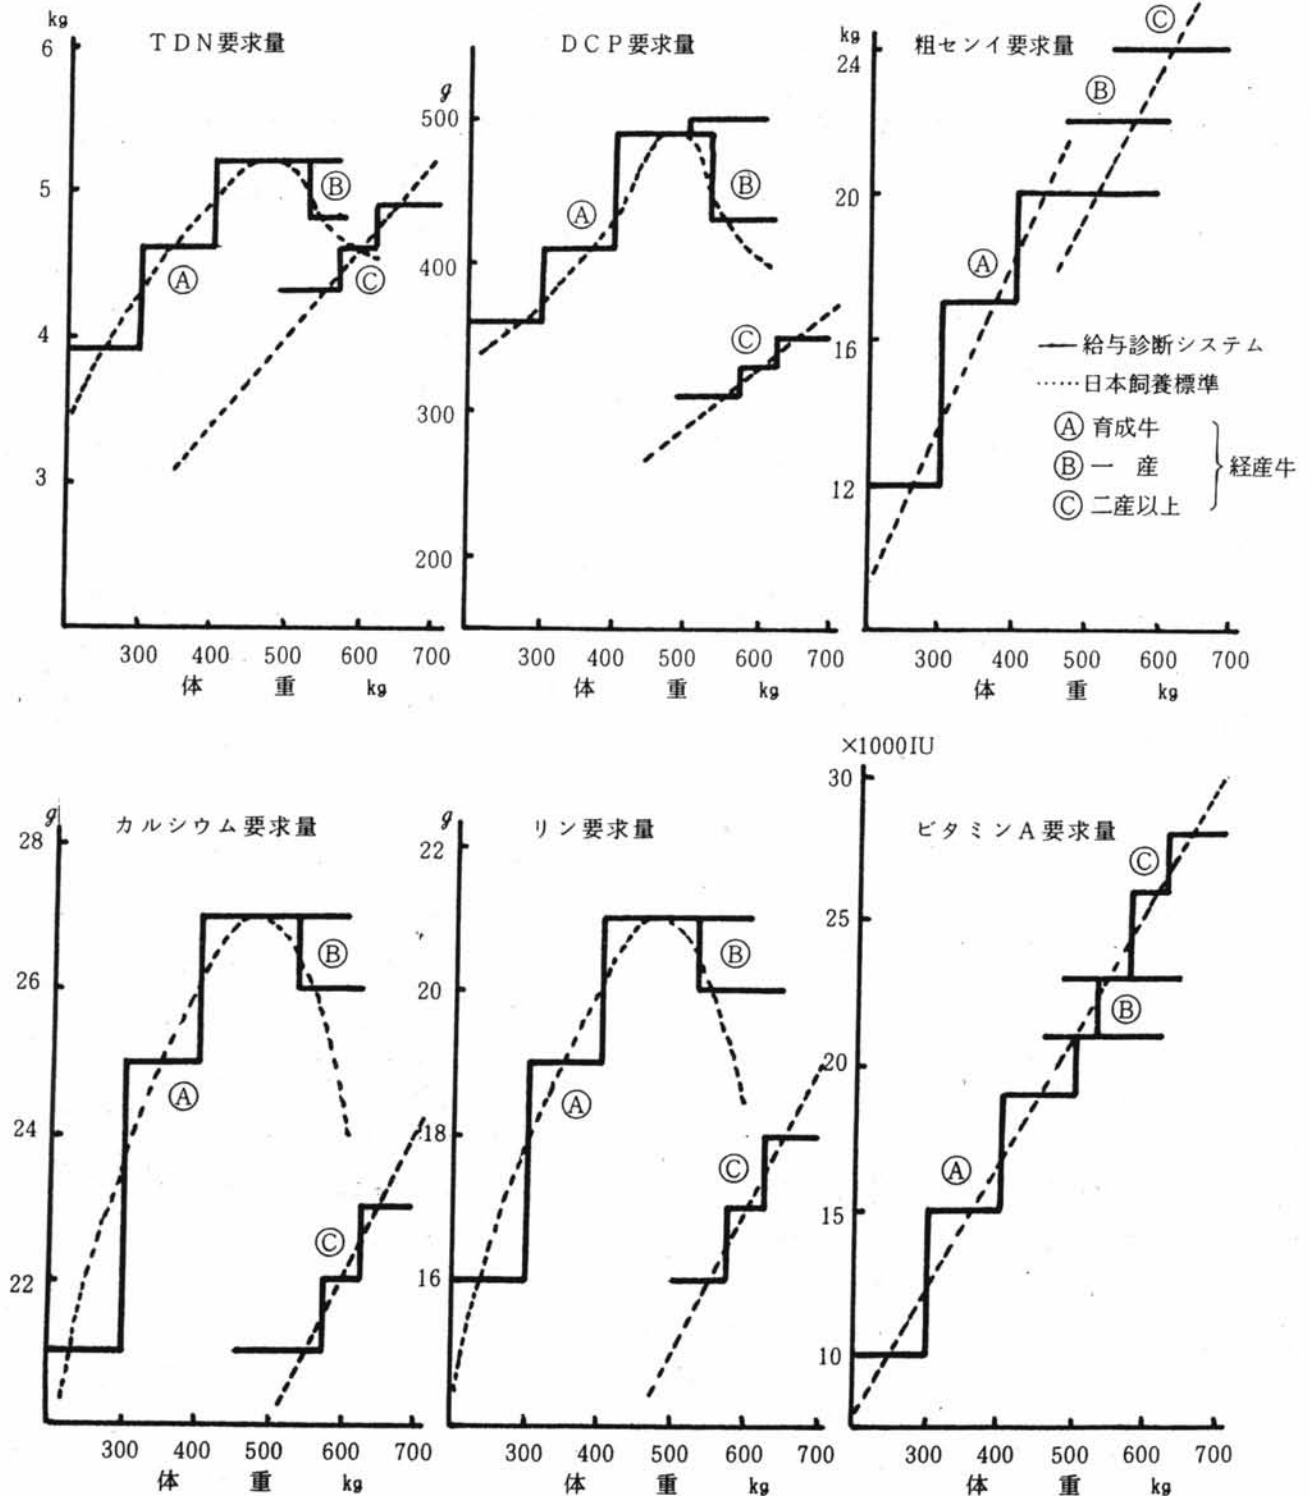 TDN要求量
kg
6
5
4
3
300 400 500 600 700
体 重 kg
Ⓐ
Ⓑ
Ⓒ
DCP要求量
g
500
400
300
200
300 400 500 600 700
体 重 kg
Ⓐ
Ⓑ
Ⓒ
粗センイ要求量
kg
24
20
16
12
300 400 500 600 700
体 重 kg
Ⓐ
Ⓑ
Ⓒ
給与診断システム
日本飼養標準
Ⓐ 育成牛
Ⓑ 一 産
Ⓒ 二産以上
経産牛
カルシウム要求量
g
28
26
24
22
300 400 500 600 700
体 重 kg
Ⓐ
Ⓑ
Ⓒ
リン要求量
g
22
20
18
16
300 400 500 600 700
体 重 kg
Ⓐ
Ⓑ
Ⓒ
ビタミンA要求量
×1000IU
30
25
20
15
10
300 400 500 600 700
体 重 kg
Ⓐ
Ⓑ
Ⓒ